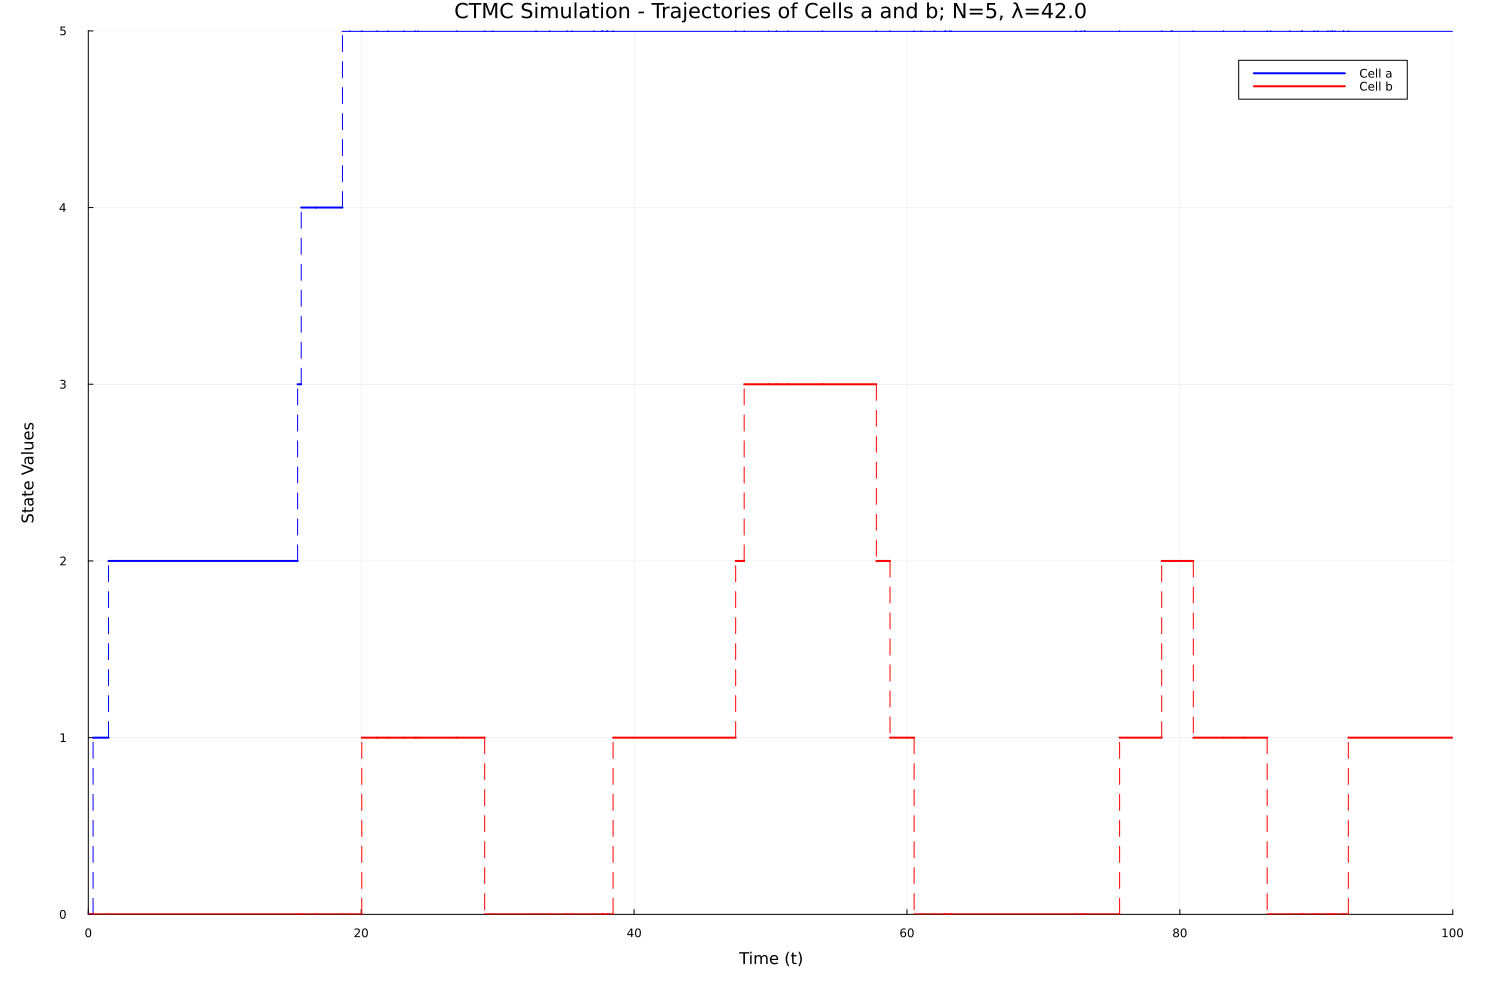 CTMC Simulation - Trajectories of Cells a and b; N=5, λ=42.0
5
Cell a
Cell b
4
3
State Values
2
1
0
0 20 40 60 80 100
Time (t)